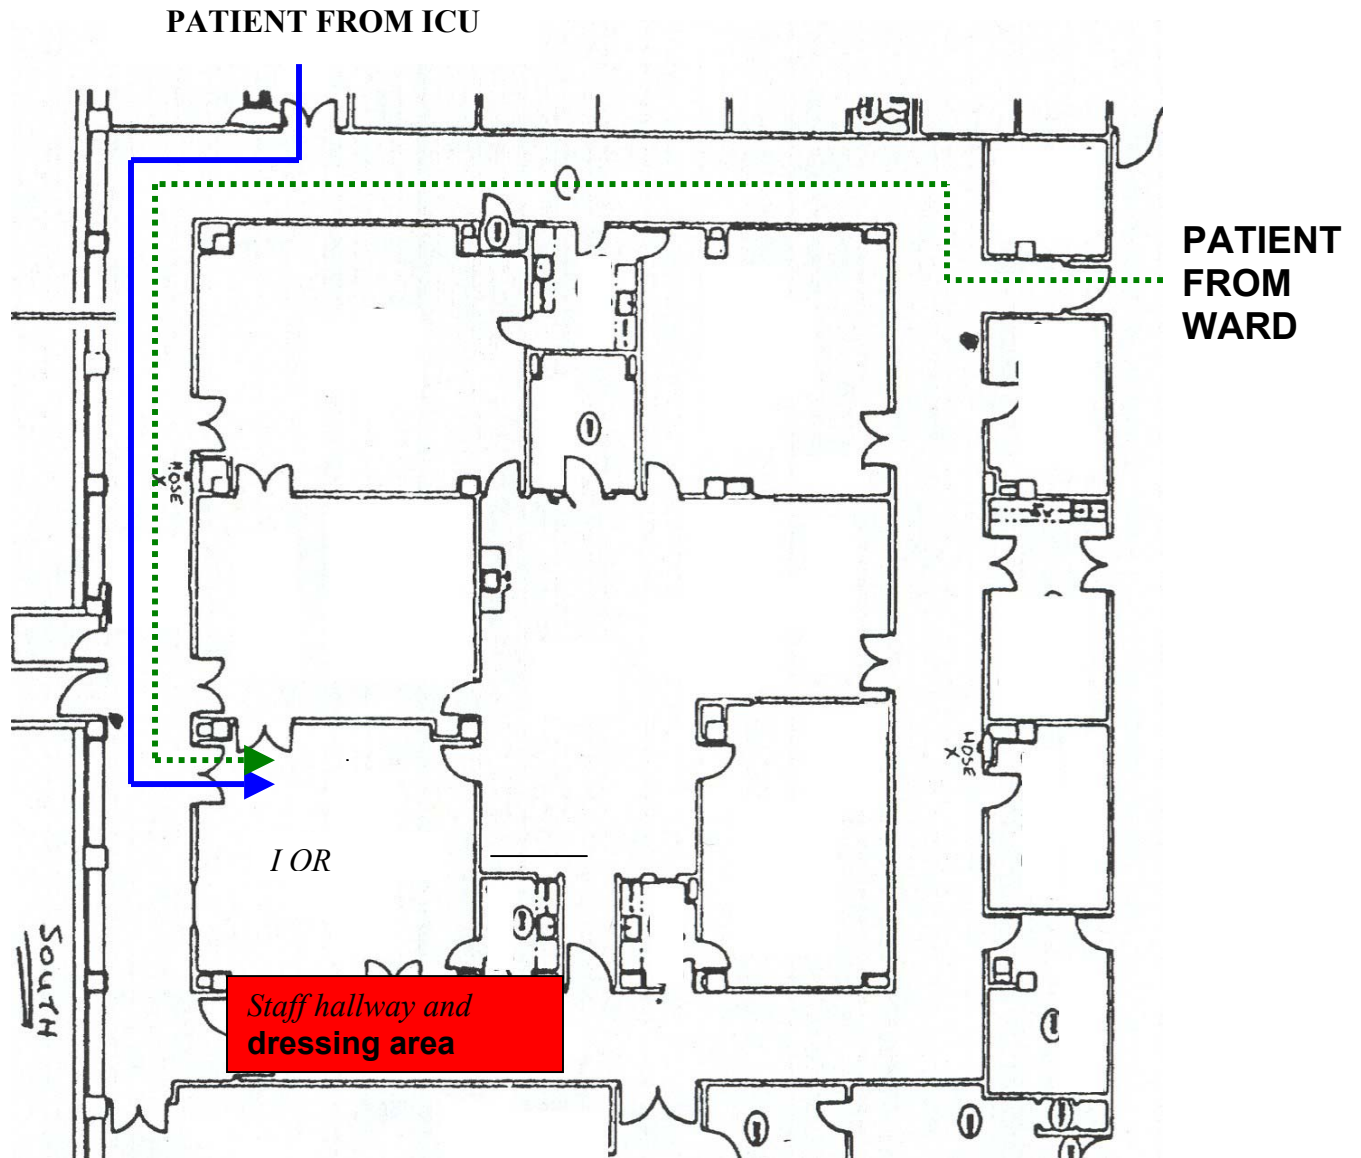 PATIENT FROM ICU
PATIENT
FROM
WARD
HOSE
X
HOSE
X
I OR
SOUTH
Staff hallway and
dressing area